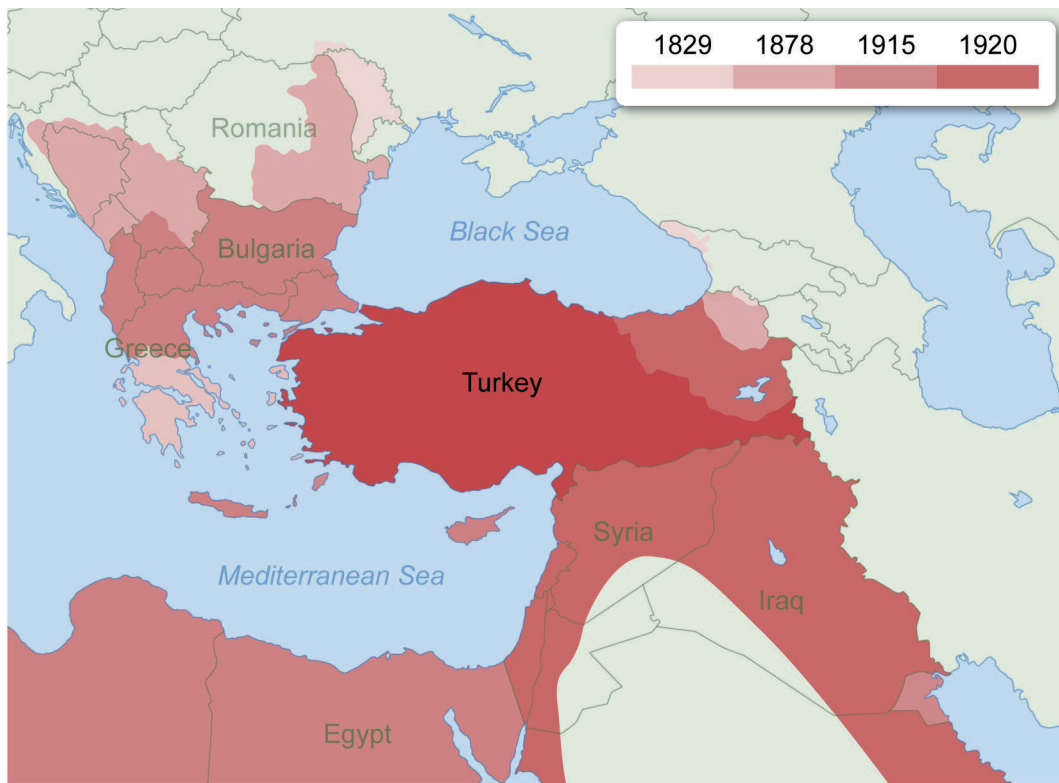 1829 1878 1915 1920
Romania
Black Sea
Bulgaria
Greece
Turkey
Syria
Mediterranean Sea
Iraq
Egypt